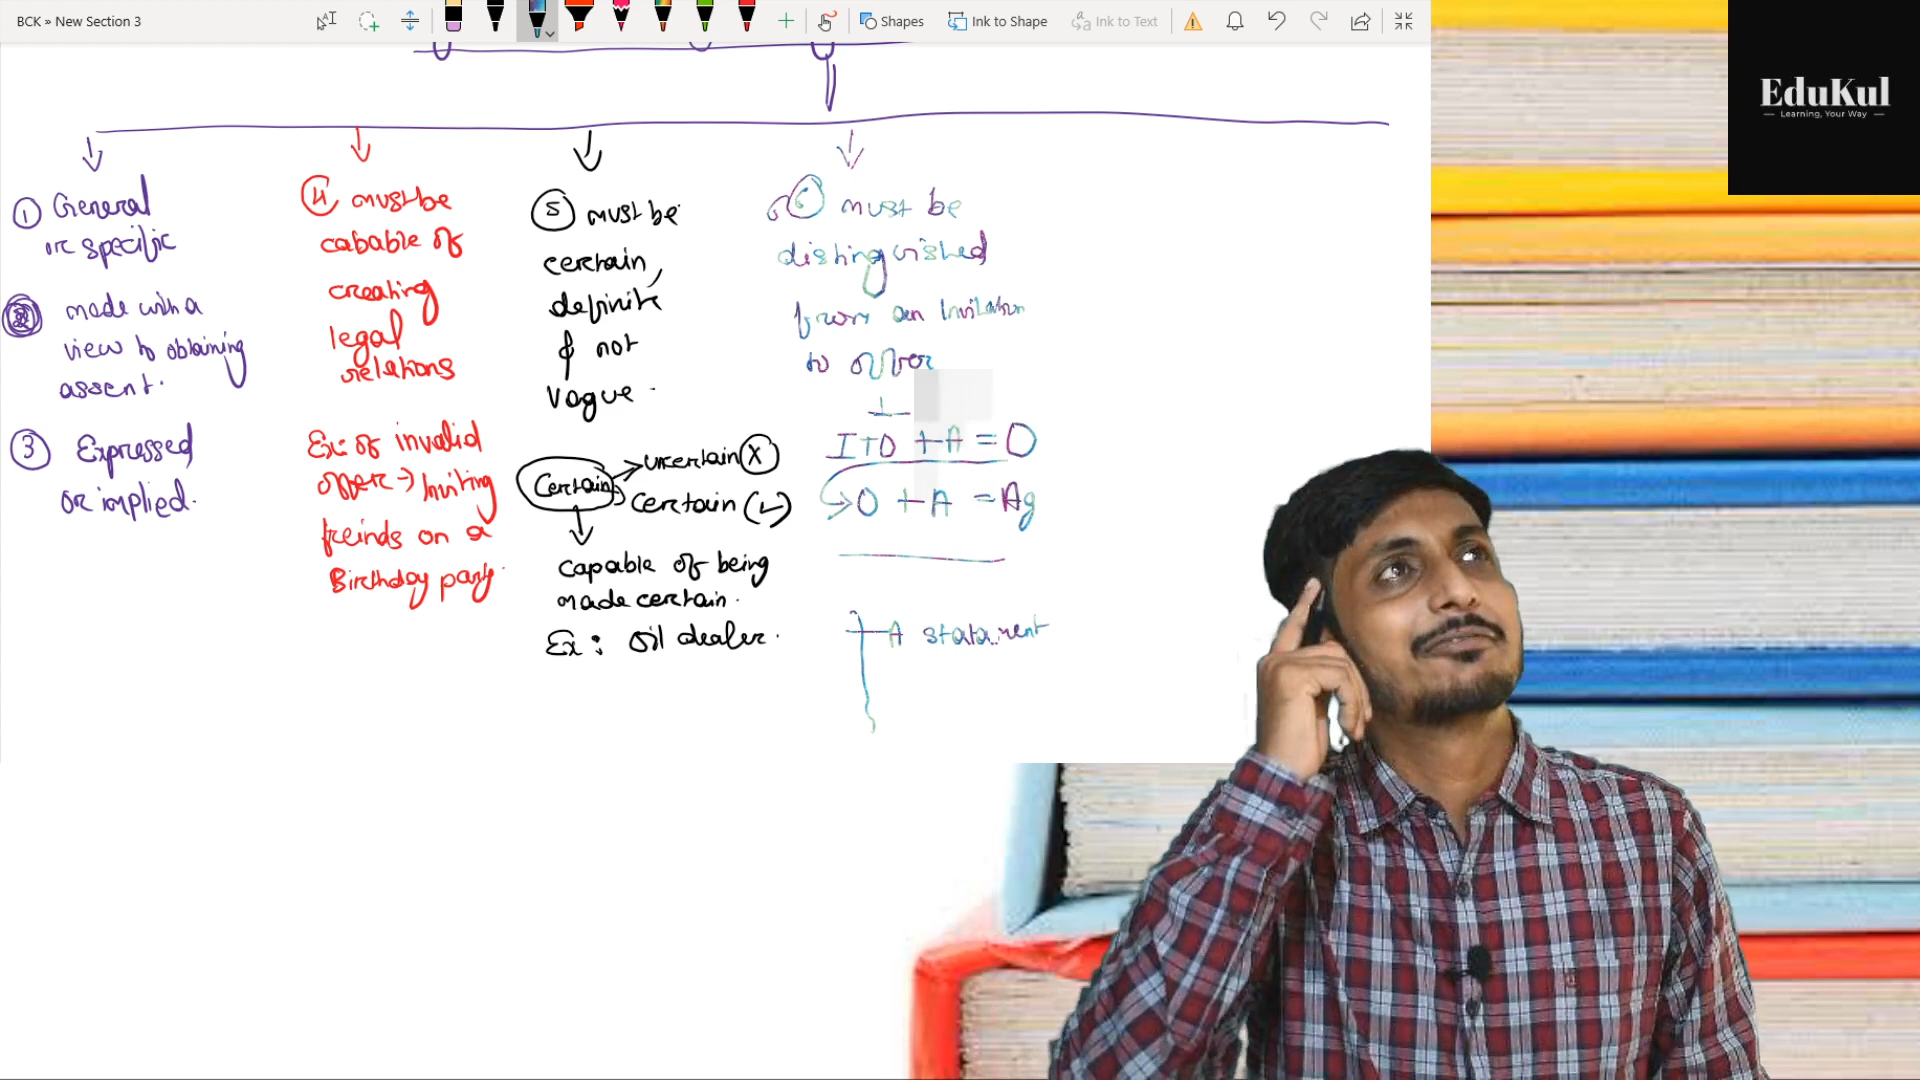 BCK » New Section 3
Shapes
Ink to Shape
Ink to Text
EduKul
— Learning, Your Way —
① General
or specific
② made with a
view to obtaining
assent.
③ Expressed
or implied.
④ must be
cabable of
creating
legal
relations
Ex: of invalid
offer → Inviting
freinds on a
Birthday party.
⑤ must be
certain,
definite
& not
vague.
Certain
uncertain (X)
certain (✓)
capable of being
made certain.
Ex: oil dealer.
⑥ must be
distinguished
from an Invitation
to offer
ITO + A = O
→ O + A = Ag
A statament